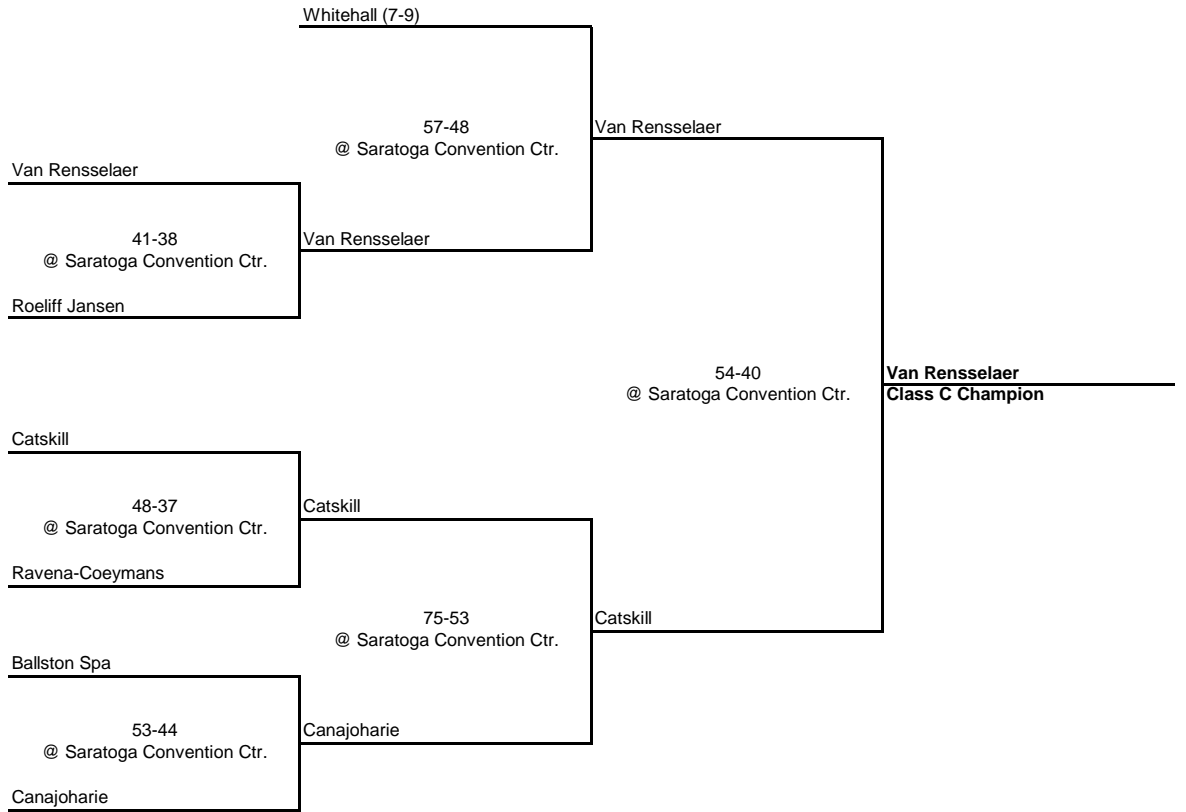 Whitehall (7-9)
57-48
@ Saratoga Convention Ctr.
Van Rensselaer
Van Rensselaer
41-38
@ Saratoga Convention Ctr.
Van Rensselaer
Roeliff Jansen
54-40
@ Saratoga Convention Ctr.
Van Rensselaer
Class C Champion
Catskill
48-37
@ Saratoga Convention Ctr.
Catskill
Ravena-Coeymans
75-53
@ Saratoga Convention Ctr.
Catskill
Ballston Spa
53-44
@ Saratoga Convention Ctr.
Canajoharie
Canajoharie